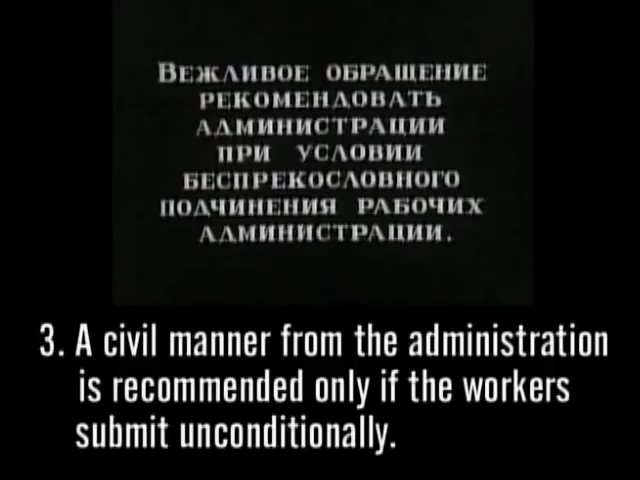 Вежливое обращение
рекомендовать
администрации
при условии
беспрекословного
подчинения рабочих
администрации.
3. A civil manner from the administration
is recommended only if the workers
submit unconditionally.